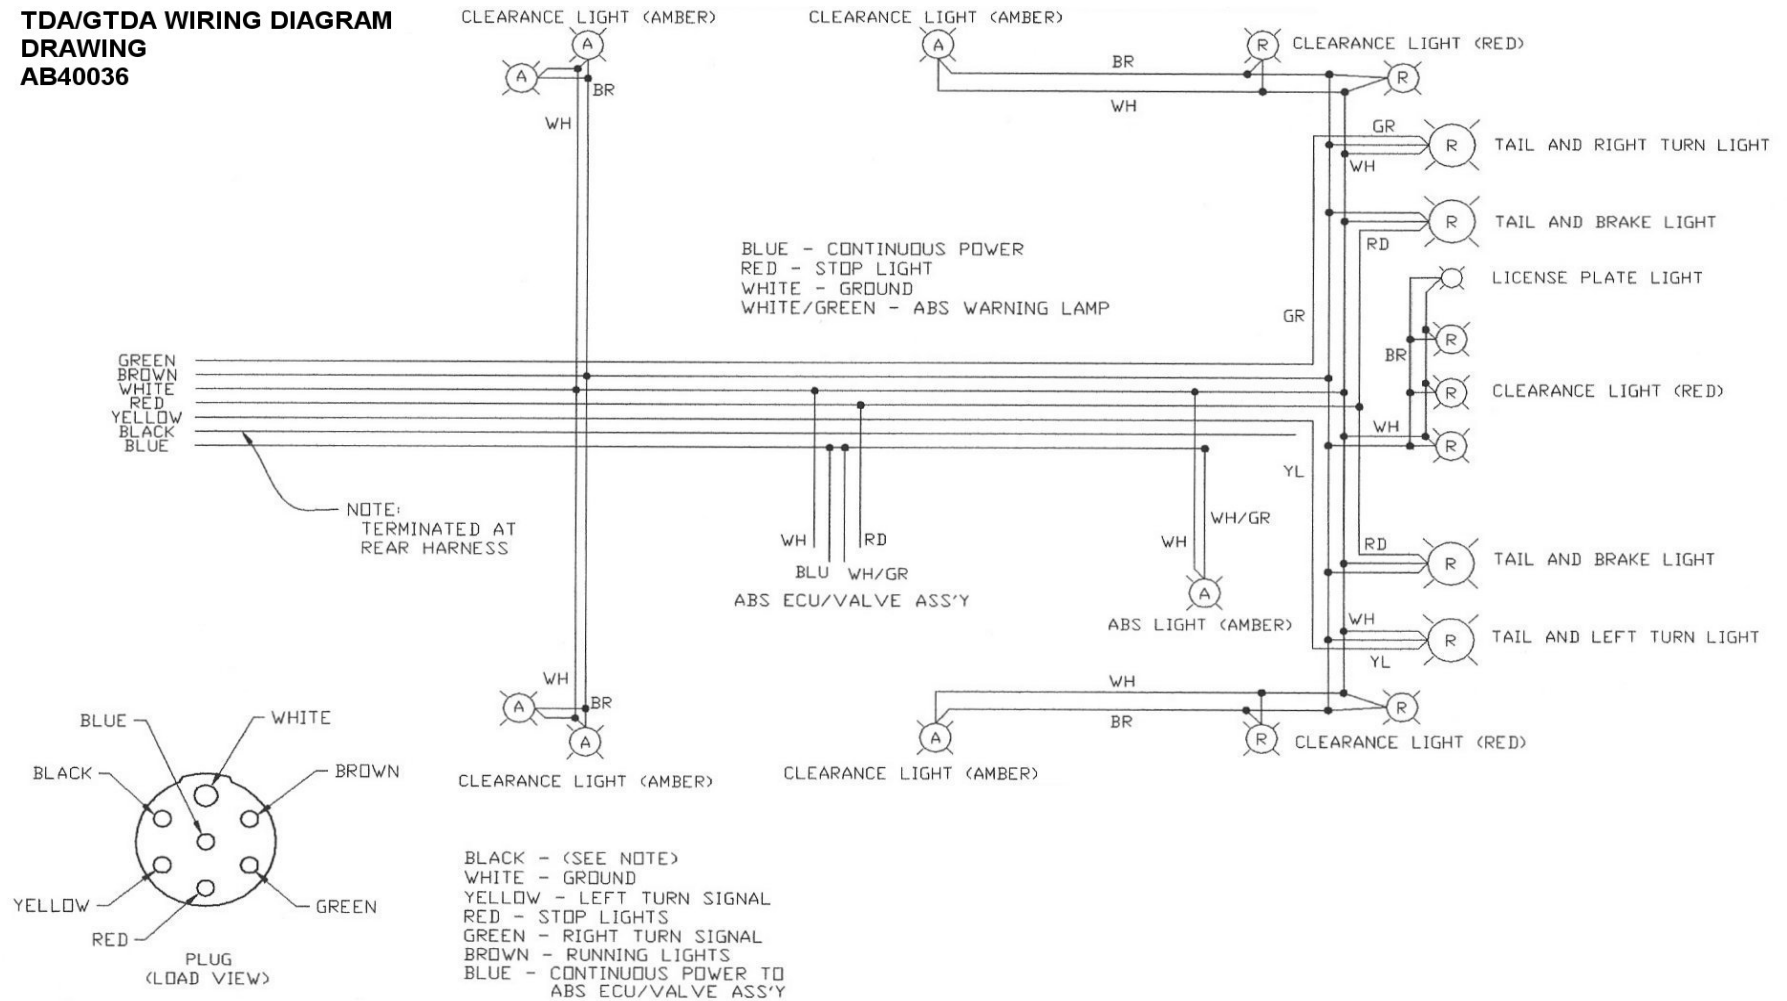 TDA/GTDA WIRING DIAGRAM
DRAWING
AB40036
CLEARANCE LIGHT (AMBER)
A
A
BR
WH
CLEARANCE LIGHT (AMBER)
A
BR
WH
R
CLEARANCE LIGHT (RED)
R
GR
WH
R
TAIL AND RIGHT TURN LIGHT
R
TAIL AND BRAKE LIGHT
RD
BLUE - CONTINUOUS POWER
RED - STOP LIGHT
WHITE - GROUND
WHITE/GREEN - ABS WARNING LAMP
LICENSE PLATE LIGHT
GR
R
BR
R
CLEARANCE LIGHT (RED)
WH
R
GREEN
BROWN
WHITE
RED
YELLOW
BLACK
BLUE
YL
NOTE:
TERMINATED AT
REAR HARNESS
WH
RD
BLU
WH/GR
ABS ECU/VALVE ASS'Y
WH/GR
WH
A
ABS LIGHT (AMBER)
RD
R
TAIL AND BRAKE LIGHT
WH
R
TAIL AND LEFT TURN LIGHT
YL
WH
BR
A
A
CLEARANCE LIGHT (AMBER)
WH
BR
A
CLEARANCE LIGHT (AMBER)
R
R
CLEARANCE LIGHT (RED)
BLUE
WHITE
BLACK
BROWN
YELLOW
GREEN
RED
PLUG
(LOAD VIEW)
BLACK - (SEE NOTE)
WHITE - GROUND
YELLOW - LEFT TURN SIGNAL
RED - STOP LIGHTS
GREEN - RIGHT TURN SIGNAL
BROWN - RUNNING LIGHTS
BLUE - CONTINUOUS POWER TO
ABS ECU/VALVE ASS'Y